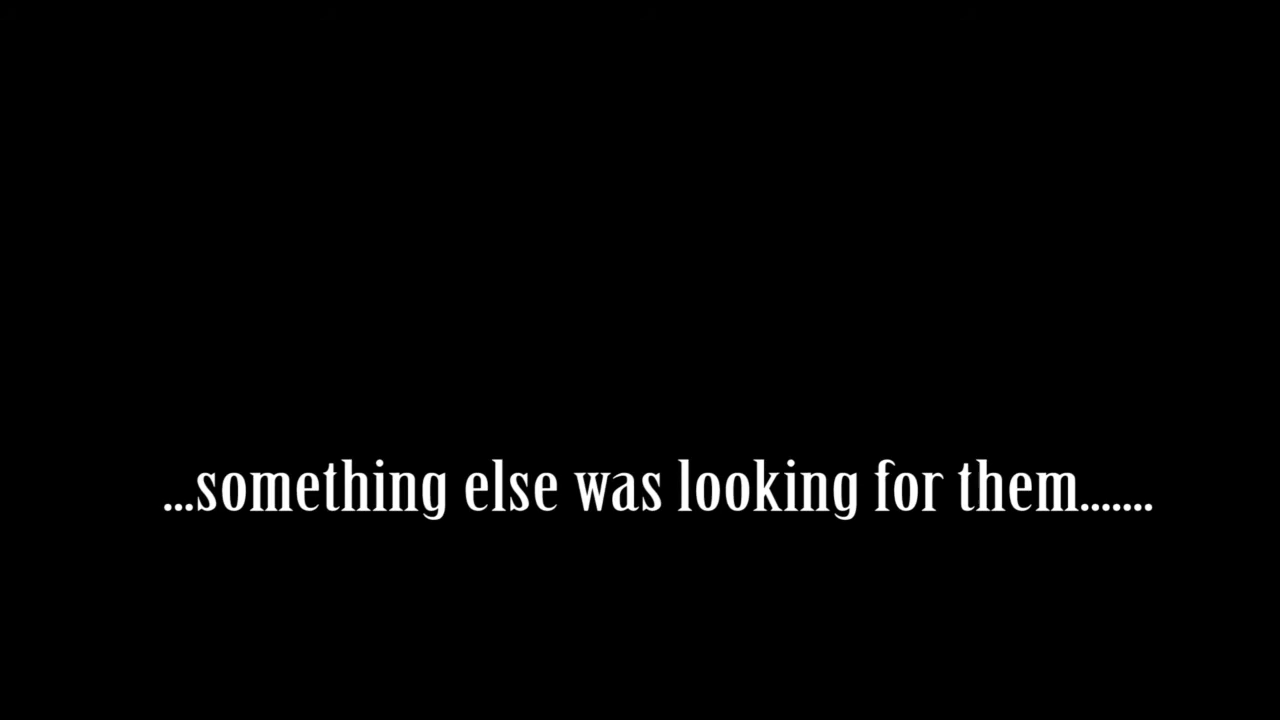 ...something else was looking for them.......